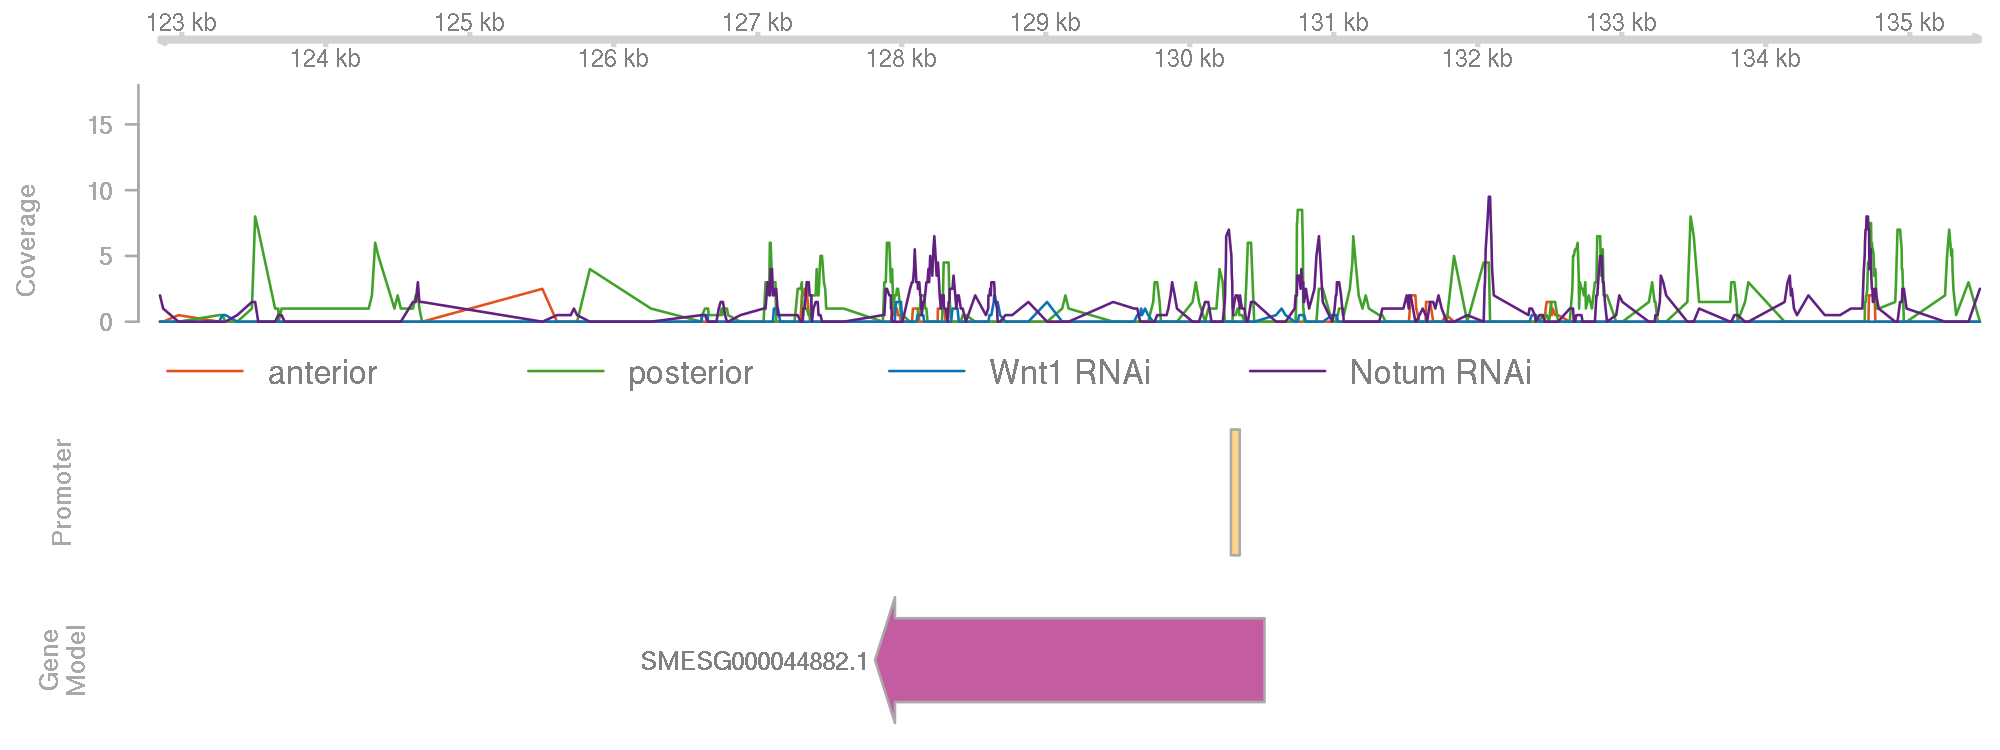 123 kb 125 kb 127 kb 129 kb 131 kb 133 kb 135 kb
124 kb 126 kb 128 kb 130 kb 132 kb 134 kb
Coverage
15
10
5
0
anterior posterior Wnt1 RNAi Notum RNAi
Promoter
Gene
Model
SMESG000044882.1